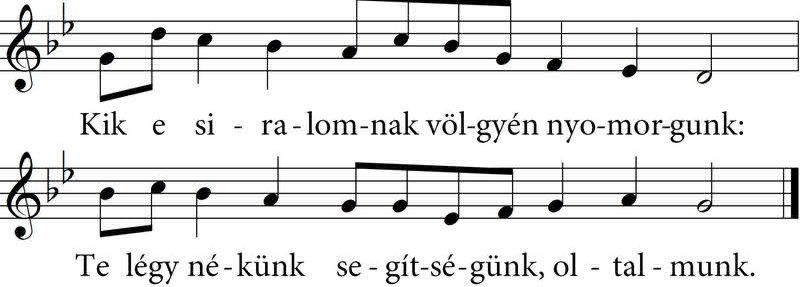 Kik e si - ra - lom - nak völ - gyén nyo - mor - gunk:
Te légy né - künk se - gít - sé - günk, ol - tal - munk.